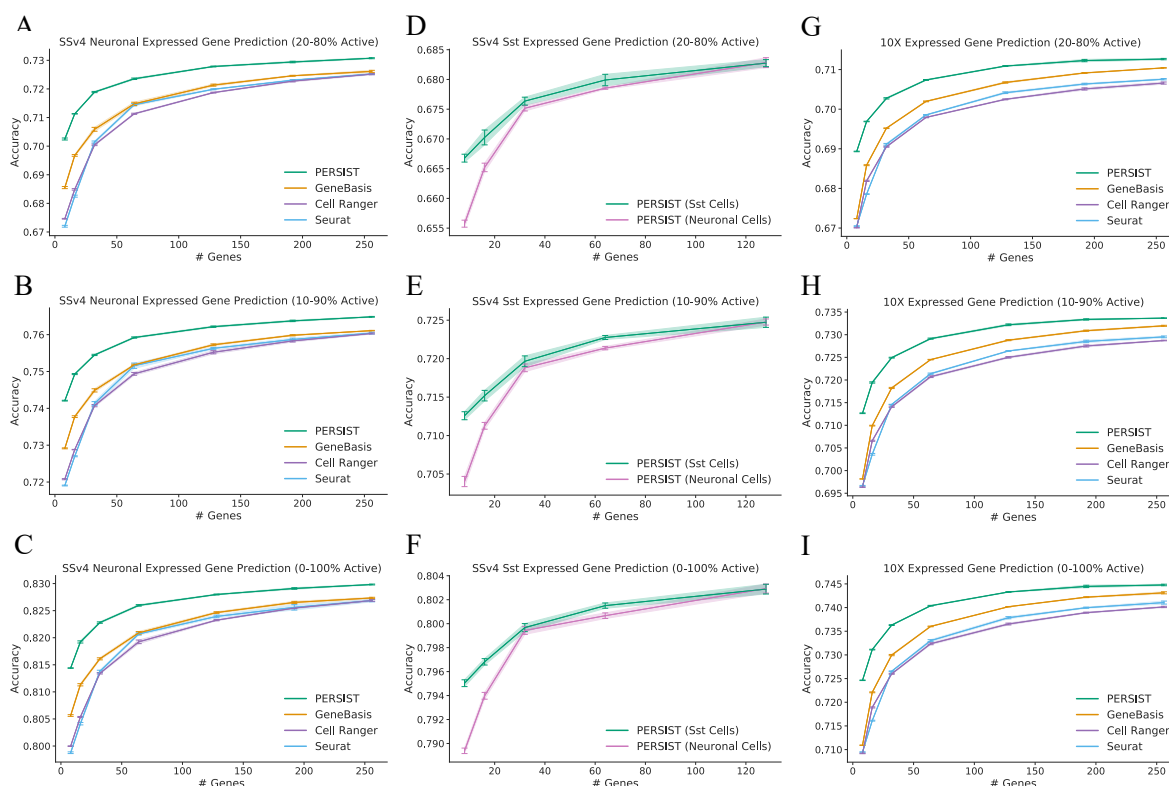 A
SSv4 Neuronal Expressed Gene Prediction (20-80% Active)
Accuracy
0.73
0.72
0.71
0.70
0.69
0.68
0.67
PERSIST
GeneBasis
Cell Ranger
Seurat
0 50 100 150 200 250
# Genes
D
SSv4 Sst Expressed Gene Prediction (20-80% Active)
Accuracy
0.685
0.680
0.675
0.670
0.665
0.660
0.655
PERSIST (Sst Cells)
PERSIST (Neuronal Cells)
20 40 60 80 100 120
# Genes
G
10X Expressed Gene Prediction (20-80% Active)
Accuracy
0.71
0.70
0.69
0.68
0.67
PERSIST
GeneBasis
Cell Ranger
Seurat
0 50 100 150 200 250
# Genes
B
SSv4 Neuronal Expressed Gene Prediction (10-90% Active)
Accuracy
0.76
0.75
0.74
0.73
0.72
PERSIST
GeneBasis
Cell Ranger
Seurat
0 50 100 150 200 250
# Genes
E
SSv4 Sst Expressed Gene Prediction (10-90% Active)
Accuracy
0.725
0.720
0.715
0.710
0.705
PERSIST (Sst Cells)
PERSIST (Neuronal Cells)
20 40 60 80 100 120
# Genes
H
10X Expressed Gene Prediction (10-90% Active)
Accuracy
0.735
0.730
0.725
0.720
0.715
0.710
0.705
0.700
0.695
PERSIST
GeneBasis
Cell Ranger
Seurat
0 50 100 150 200 250
# Genes
C
SSv4 Neuronal Expressed Gene Prediction (0-100% Active)
Accuracy
0.830
0.825
0.820
0.815
0.810
0.805
0.800
PERSIST
GeneBasis
Cell Ranger
Seurat
0 50 100 150 200 250
# Genes
F
SSv4 Sst Expressed Gene Prediction (0-100% Active)
Accuracy
0.804
0.802
0.800
0.798
0.796
0.794
0.792
0.790
PERSIST (Sst Cells)
PERSIST (Neuronal Cells)
20 40 60 80 100 120
# Genes
I
10X Expressed Gene Prediction (0-100% Active)
Accuracy
0.745
0.740
0.735
0.730
0.725
0.720
0.715
0.710
PERSIST
GeneBasis
Cell Ranger
Seurat
0 50 100 150 200 250
# Genes